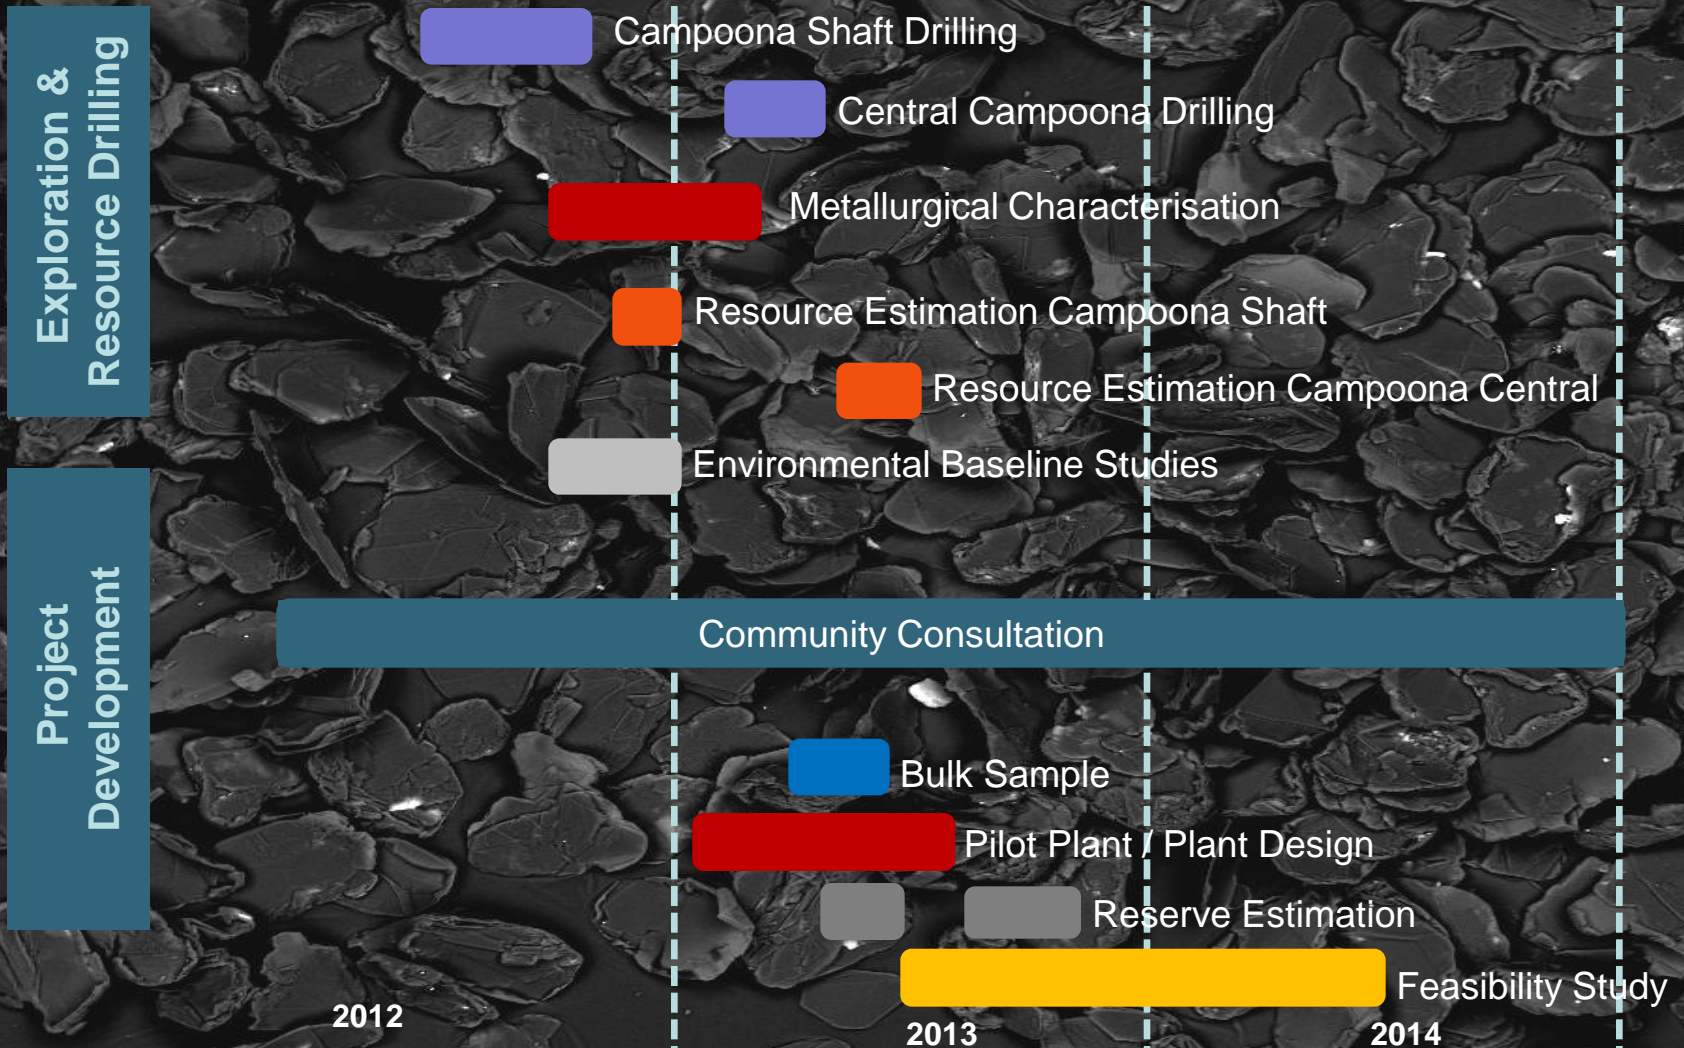 Exploration &
Resource Drilling
Campoona Shaft Drilling
Central Campoona Drilling
Metallurgical Characterisation
Resource Estimation Campoona Shaft
Resource Estimation Campoona Central
Environmental Baseline Studies
Project
Development
Community Consultation
Bulk Sample
Pilot Plant / Plant Design
Reserve Estimation
Feasibility Study
2012
2013
2014